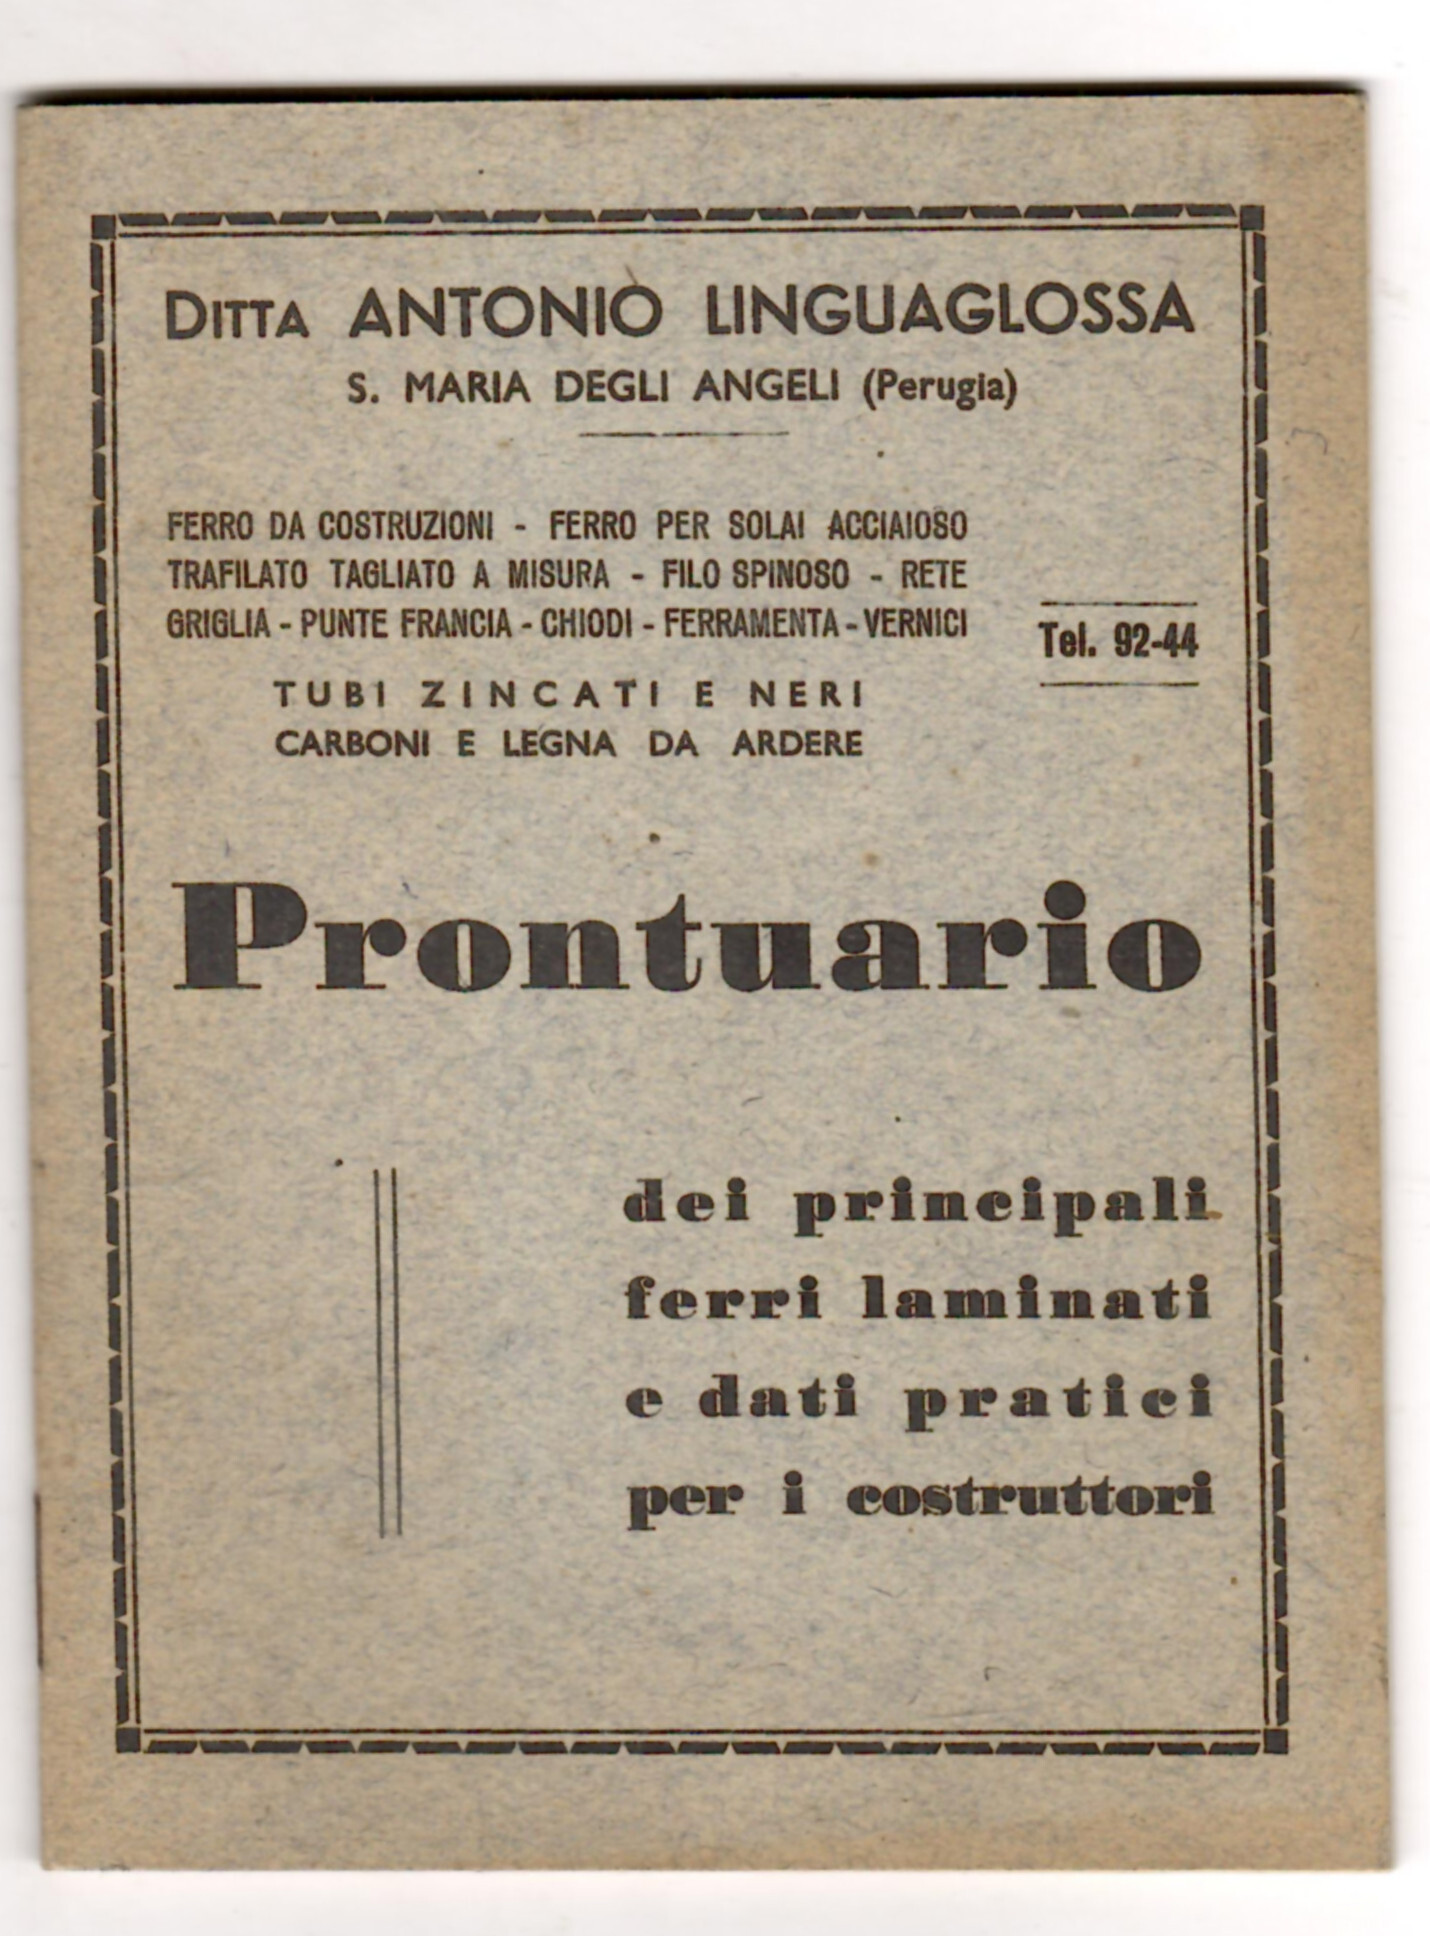 DITTA ANTONIO LINGUAGLOSSA
S. MARIA DEGLI ANGELI (Perugia)
FERRO DA COSTRUZIONI - FERRO PER SOLAI ACCIAIOSO
TRAFILATO TAGLIATO A MISURA - FILO SPINOSO - RETE
GRIGLIA - PUNTE FRANCIA - CHIODI - FERRAMENTA - VERNICI
Tel. 92-44
TUBI ZINCATI E NERI
CARBONI E LEGNA DA ARDERE
Prontuario
dei principali
ferri laminati
e dati pratici
per i costruttori